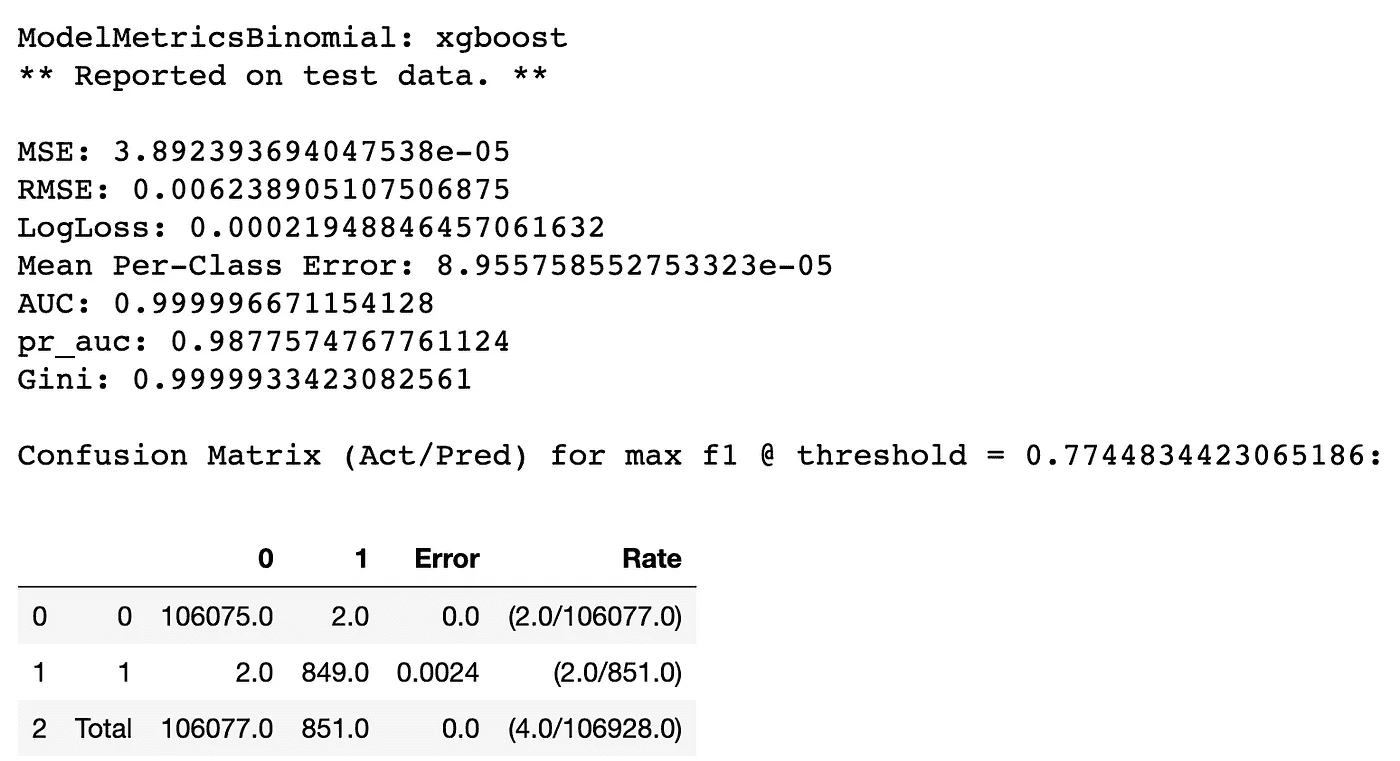 ModelMetricsBinomial: xgboost
** Reported on test data. **
MSE: 3.892393694047538e-05
RMSE: 0.006238905107506875
LogLoss: 0.00021948846457061632
Mean Per-Class Error: 8.955758552753323e-05
AUC: 0.999996671154128
pr_auc: 0.9877574767761124
Gini: 0.9999933423082561
Confusion Matrix (Act/Pred) for max f1 @ threshold = 0.7744834423065186:
0 1 Error Rate
0 0 106075.0 2.0 0.0 (2.0/106077.0)
1 1 2.0 849.0 0.0024 (2.0/851.0)
2 Total 106077.0 851.0 0.0 (4.0/106928.0)